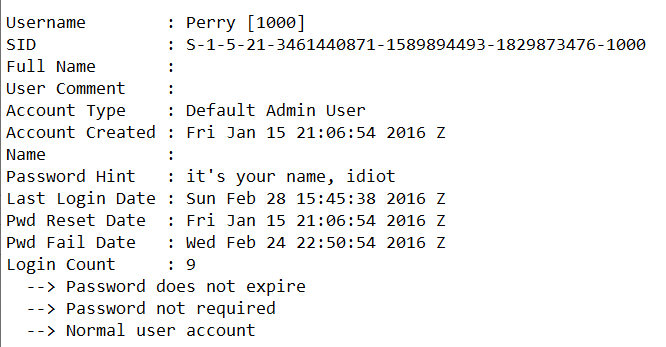 Username        : Perry [1000]
SID             : S-1-5-21-3461440871-1589894493-1829873476-1000
Full Name       :
User Comment    :
Account Type    : Default Admin User
Account Created : Fri Jan 15 21:06:54 2016 Z
Name            :
Password Hint   : it's your name, idiot
Last Login Date : Sun Feb 28 15:45:38 2016 Z
Pwd Reset Date  : Fri Jan 15 21:06:54 2016 Z
Pwd Fail Date   : Wed Feb 24 22:50:54 2016 Z
Login Count     : 9
  --> Password does not expire
  --> Password not required
  --> Normal user account